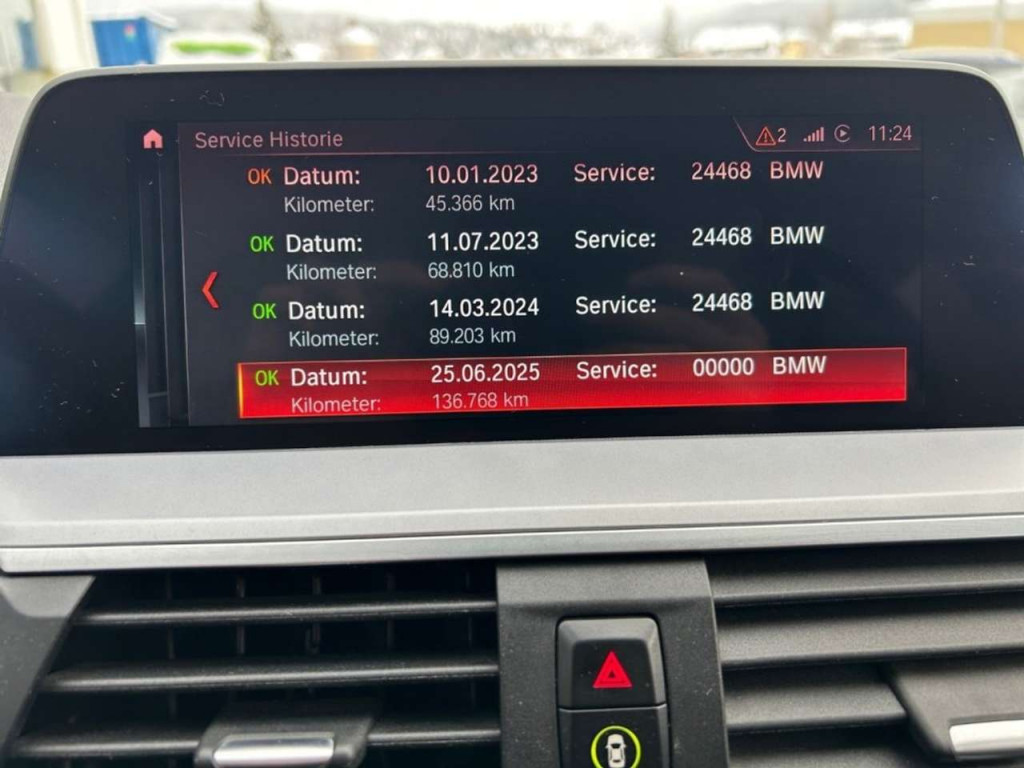 Service Historie 2 11:24
OK Datum: 10.01.2023 Service: 24468 BMW
Kilometer: 45.366 km
OK Datum: 11.07.2023 Service: 24468 BMW
Kilometer: 68.810 km
OK Datum: 14.03.2024 Service: 24468 BMW
Kilometer: 89.203 km
OK Datum: 25.06.2025 Service: 00000 BMW
Kilometer: 136.768 km